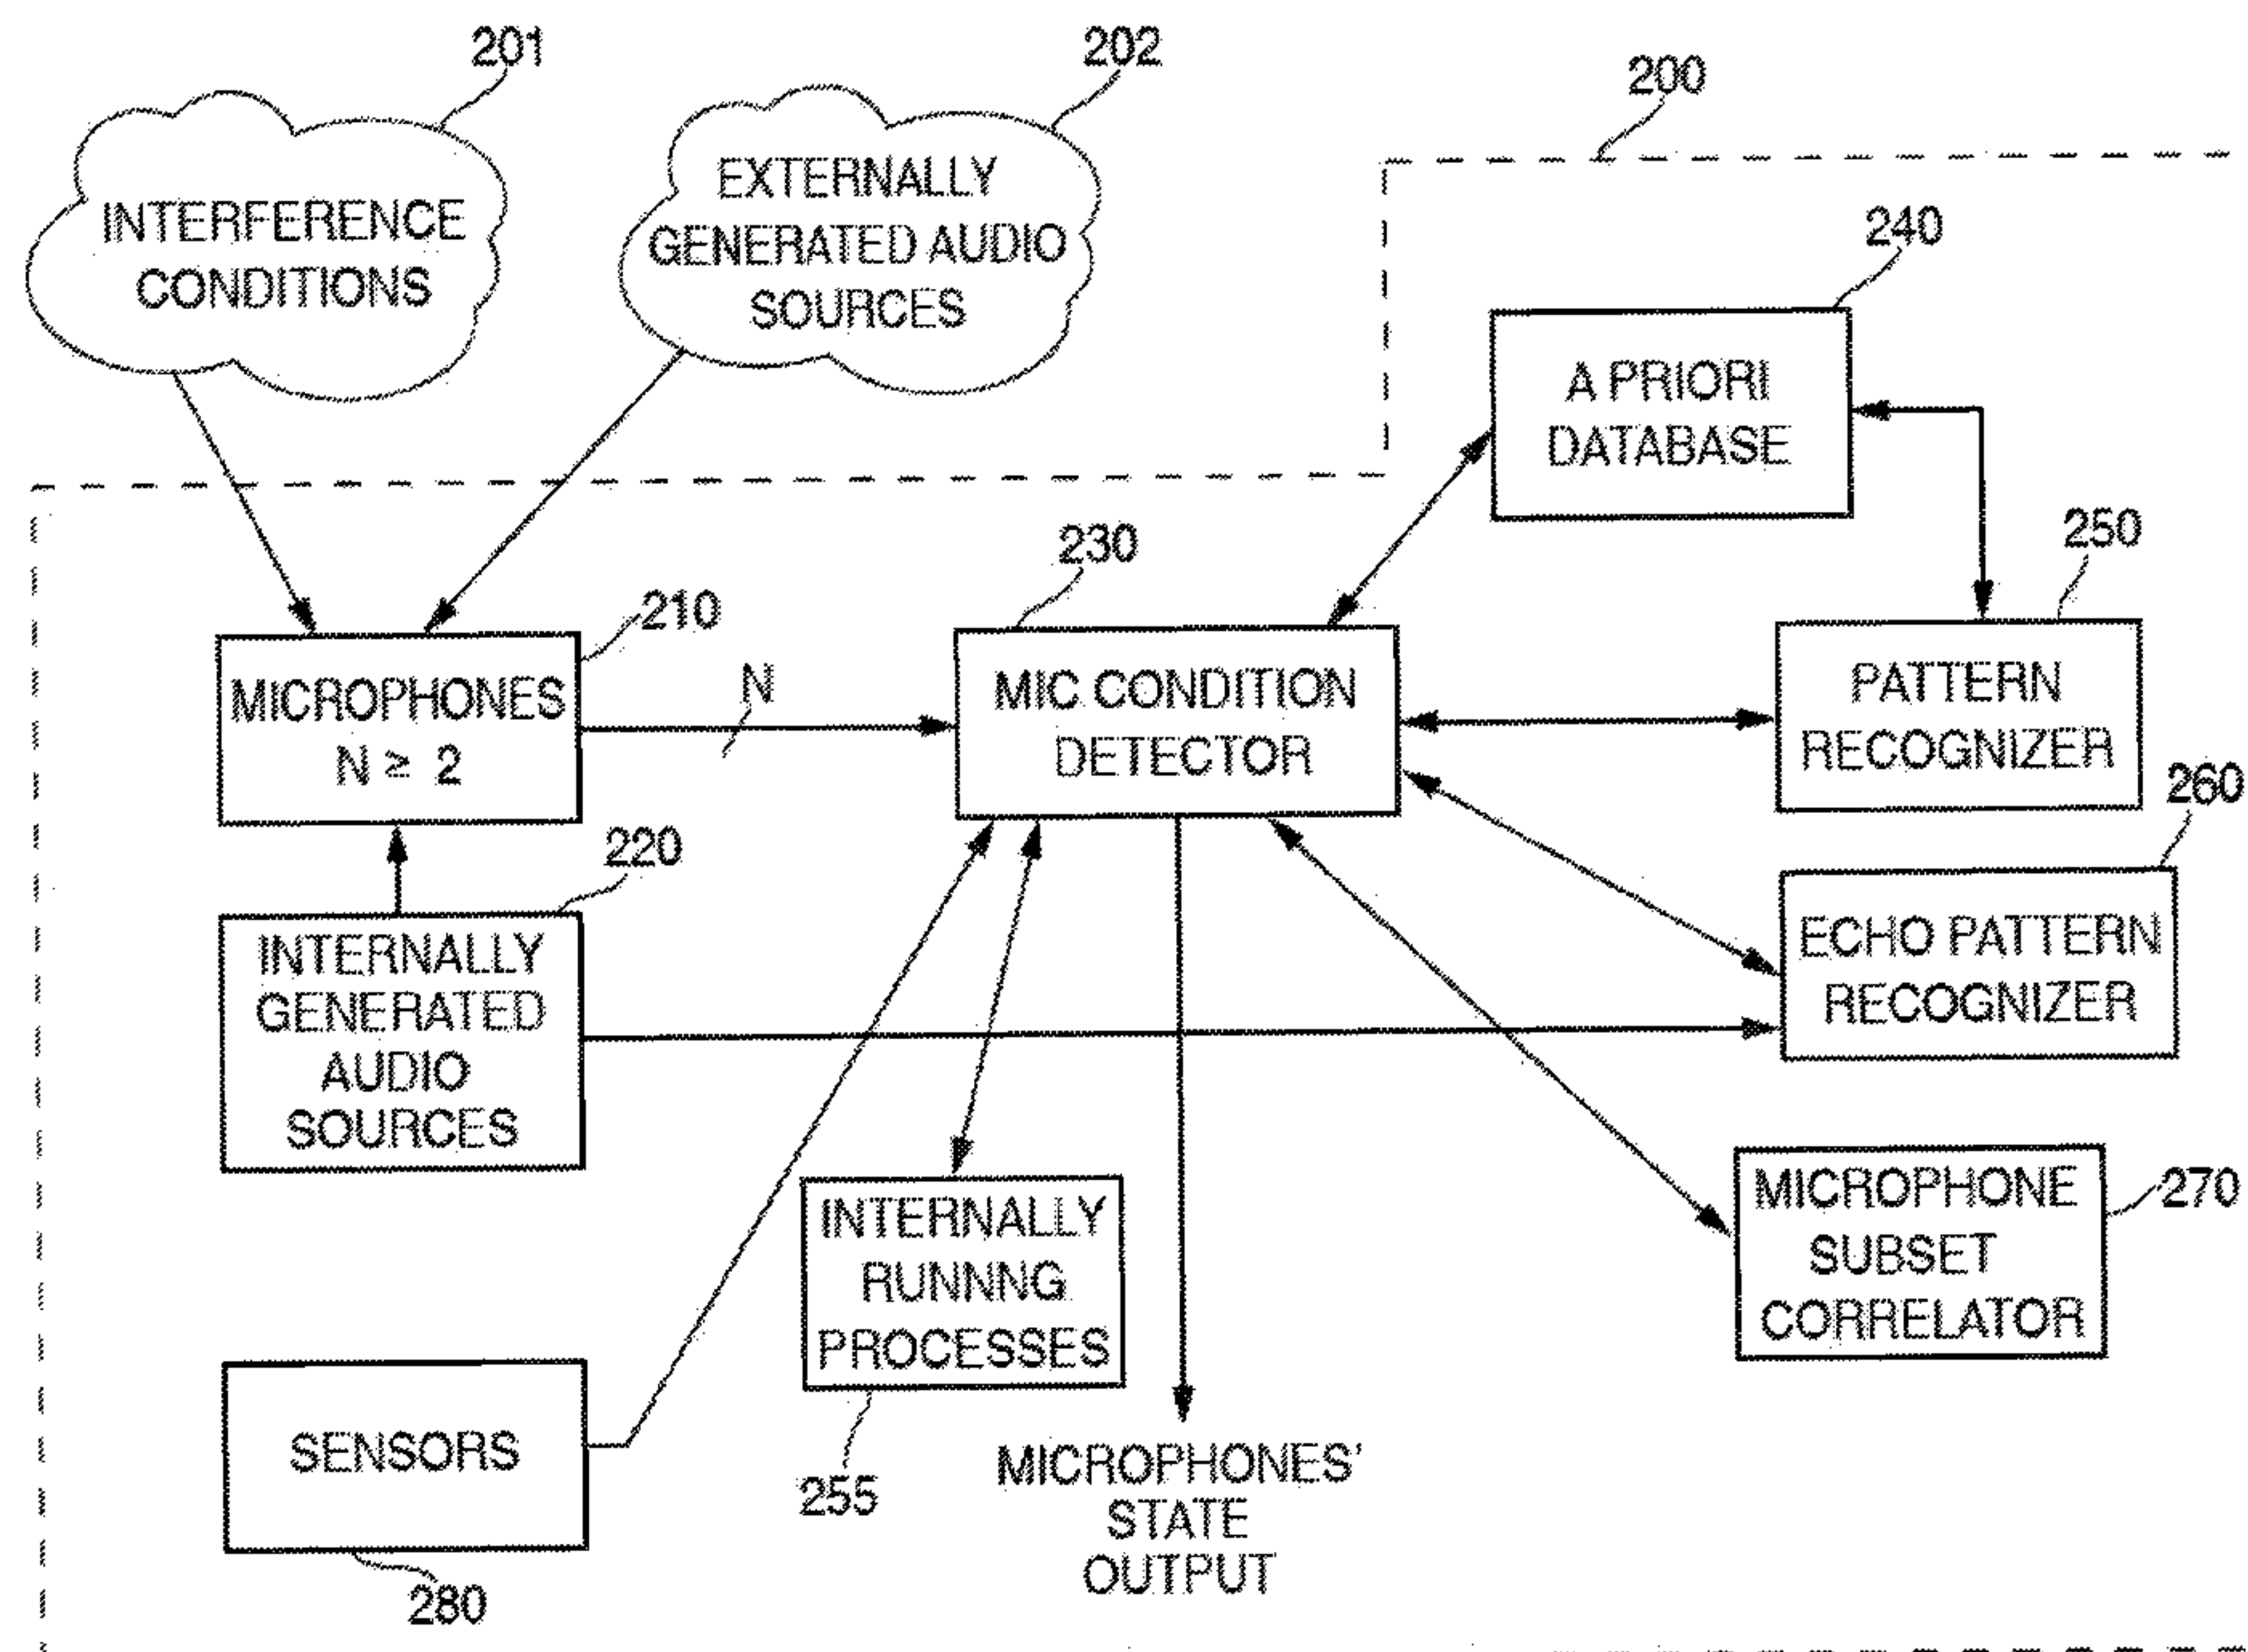 201
202
200
INTERFERENCE
CONDITIONS
EXTERNALLY
GENERATED AUDIO
SOURCES
240
A PRIORI
DATABASE
230
250
210
MICROPHONES
N ≥ 2
N
MIC CONDITION
DETECTOR
PATTERN
RECOGNIZER
260
220
INTERNALLY
GENERATED
AUDIO
SOURCES
ECHO PATTERN
RECOGNIZER
INTERNALLY
RUNNNG
PROCESSES
255
MICROPHONE
SUBSET
CORRELATOR
270
SENSORS
280
MICROPHONES'
STATE
OUTPUT